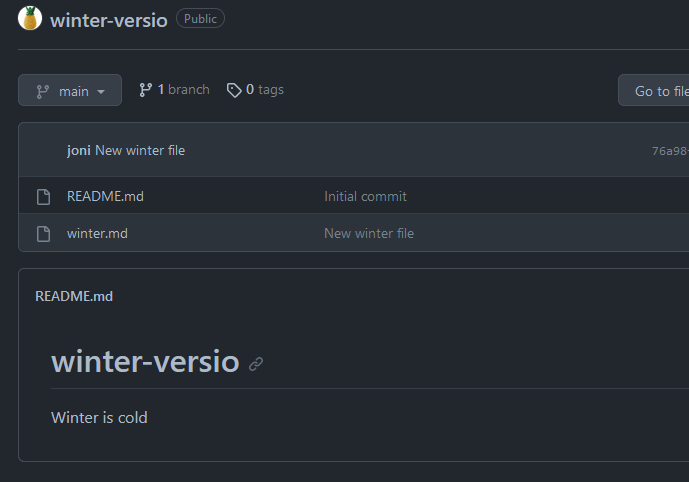 winter-versio Public
main 1 branch 0 tags Go to file
joni New winter file 76a98
README.md Initial commit
winter.md New winter file
README.md
winter-versio
Winter is cold